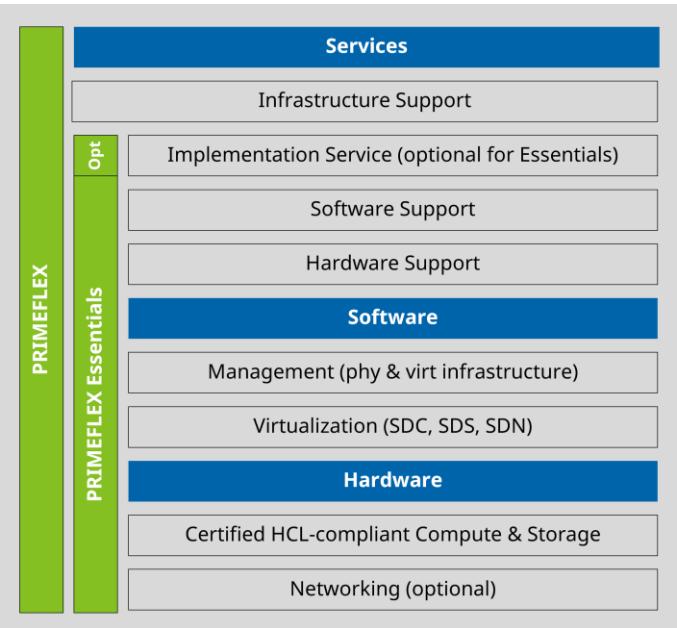 PRIMEFLEX
Services
Infrastructure Support
Opt
Implementation Service (optional for Essentials)
PRIMEFLEX Essentials
Software Support
Hardware Support
Software
Management (phy & virt infrastructure)
Virtualization (SDC, SDS, SDN)
Hardware
Certified HCL-compliant Compute & Storage
Networking (optional)